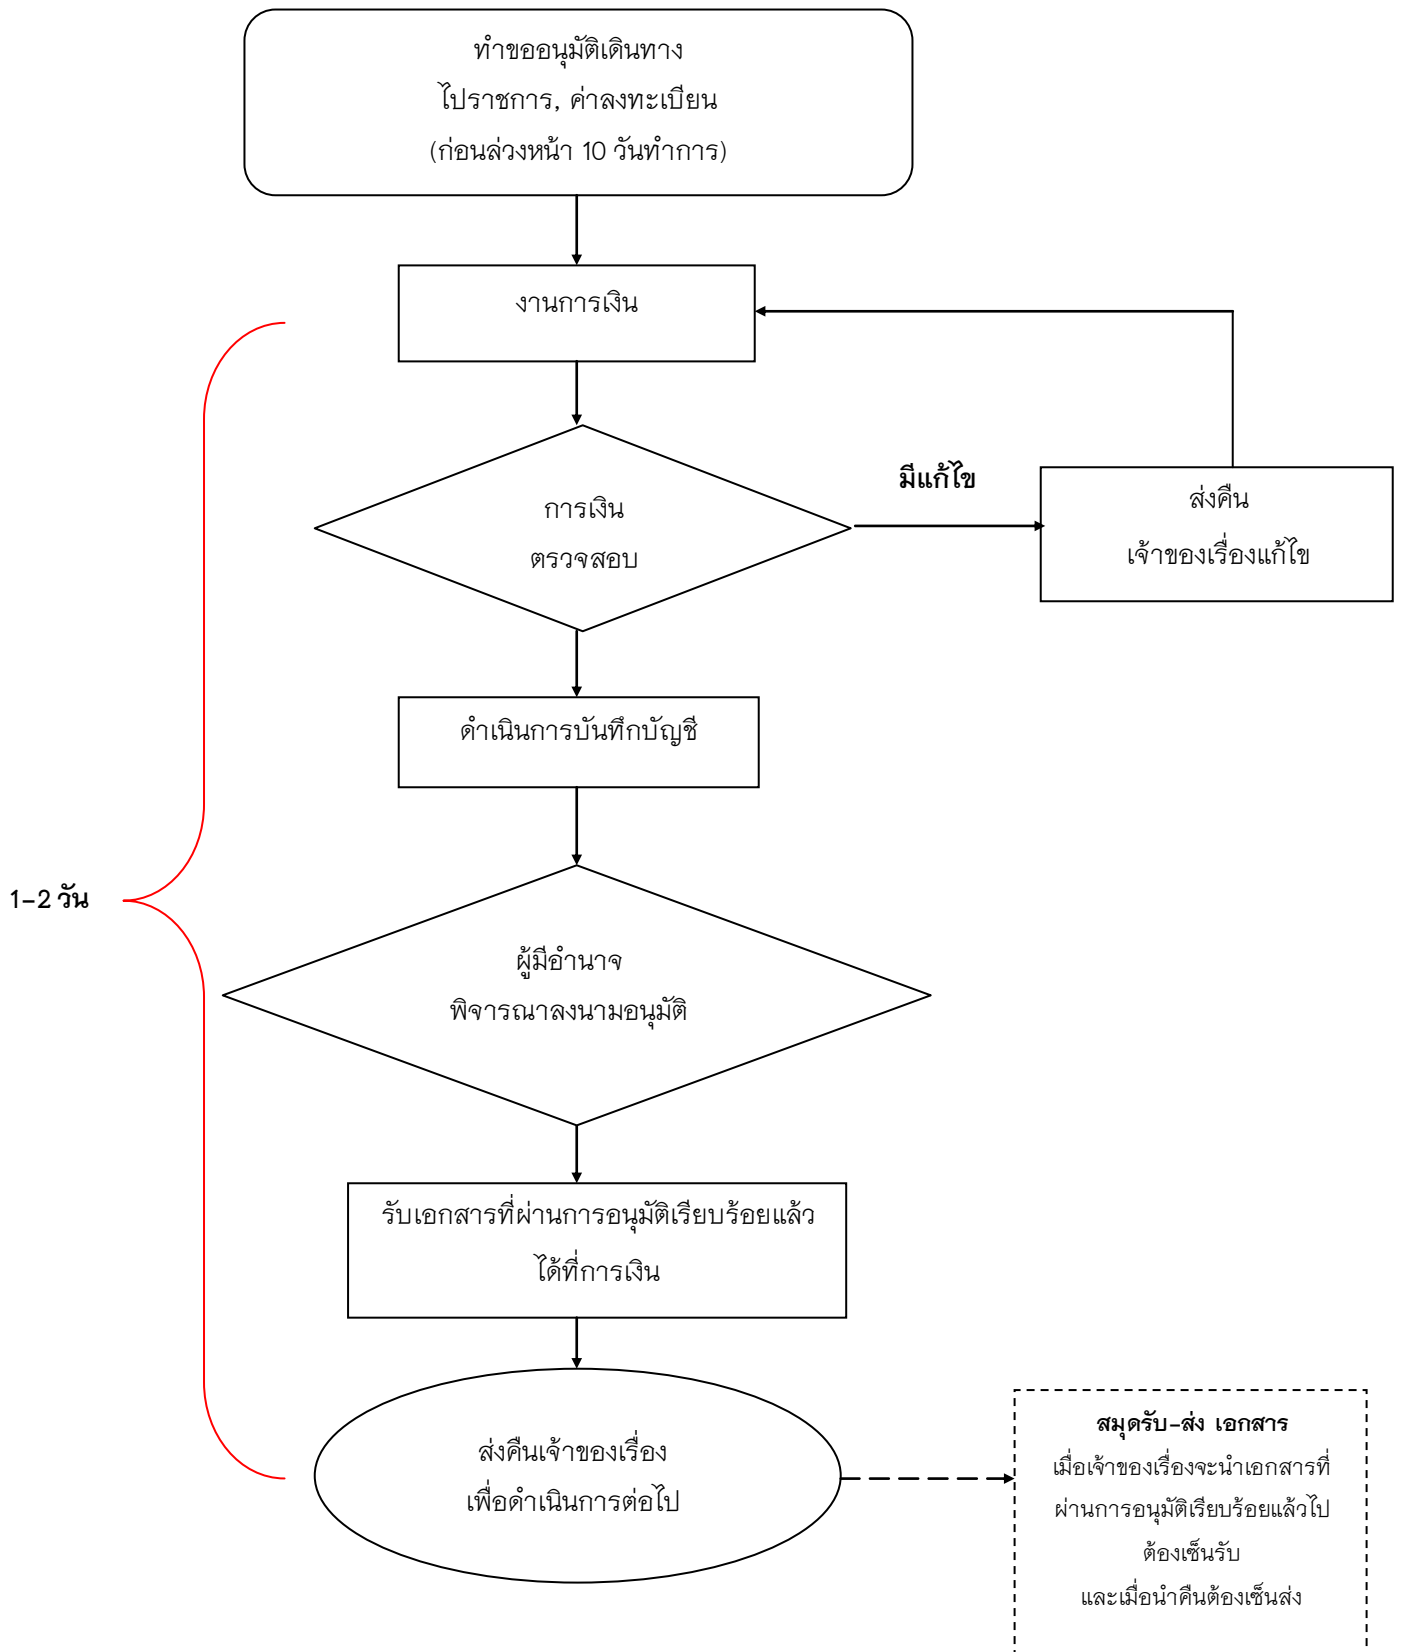 ทำขออนุมัติเดินทาง
ไปราชการ, ค่าลงทะเบียน
(ก่อนล่วงหน้า 10 วันทำการ)
งานการเงิน
การเงิน
ตรวจสอบ
มีแก้ไข
ส่งคืน
เจ้าของเรื่องแก้ไข
ดำเนินการบันทึกบัญชี
1-2 วัน
ผู้มีอำนาจ
พิจารณาลงนามอนุมัติ
รับเอกสารที่ผ่านการอนุมัติเรียบร้อยแล้ว
ได้ที่การเงิน
ส่งคืนเจ้าของเรื่อง
เพื่อดำเนินการต่อไป
สมุดรับ-ส่ง เอกสาร
เมื่อเจ้าของเรื่องจะนำเอกสารที่
ผ่านการอนุมัติเรียบร้อยแล้วไป
ต้องเซ็นรับ
และเมื่อนำคืนต้องเซ็นส่ง